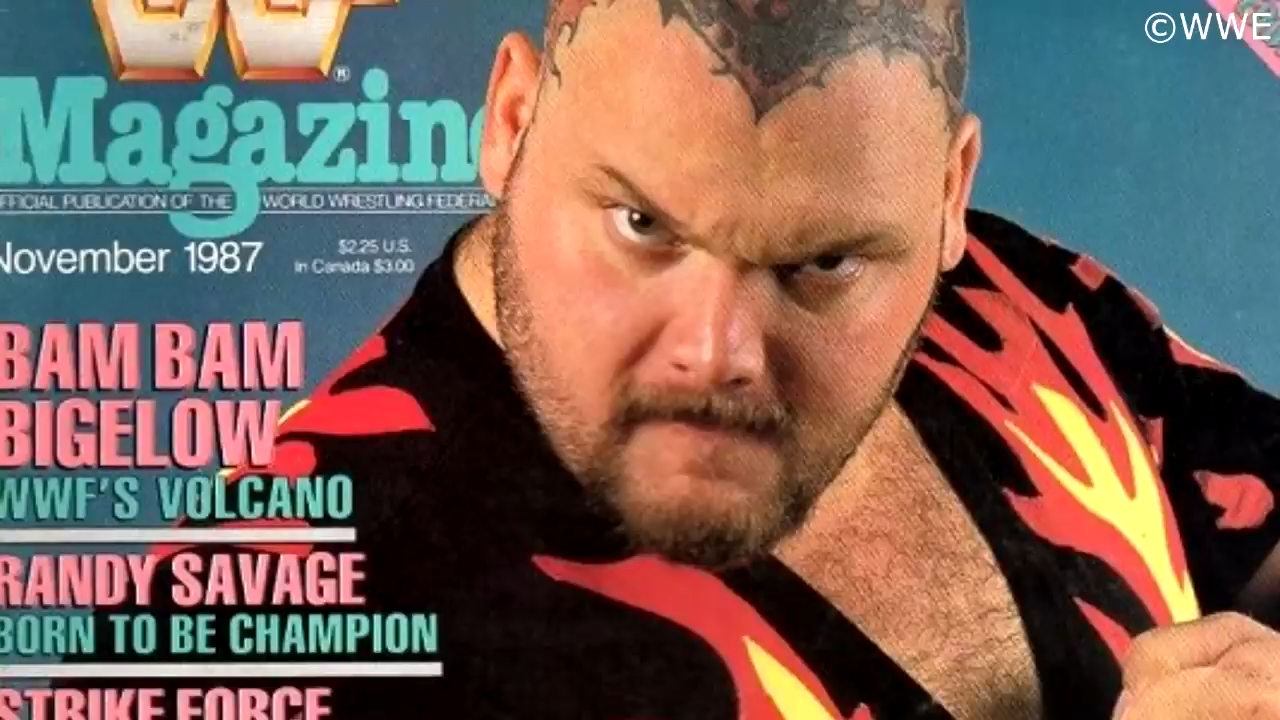 ©WWE
Magazin
FFICIAL PUBLICATION OF THE WORLD WRESTLING FEDERA
November 1987
$2.25 U.S.
In Canada $3.00
BAM BAM
BIGELOW
WWF'S VOLCANO
RANDY SAVAGE
BORN TO BE CHAMPION
STRIKE FORCE